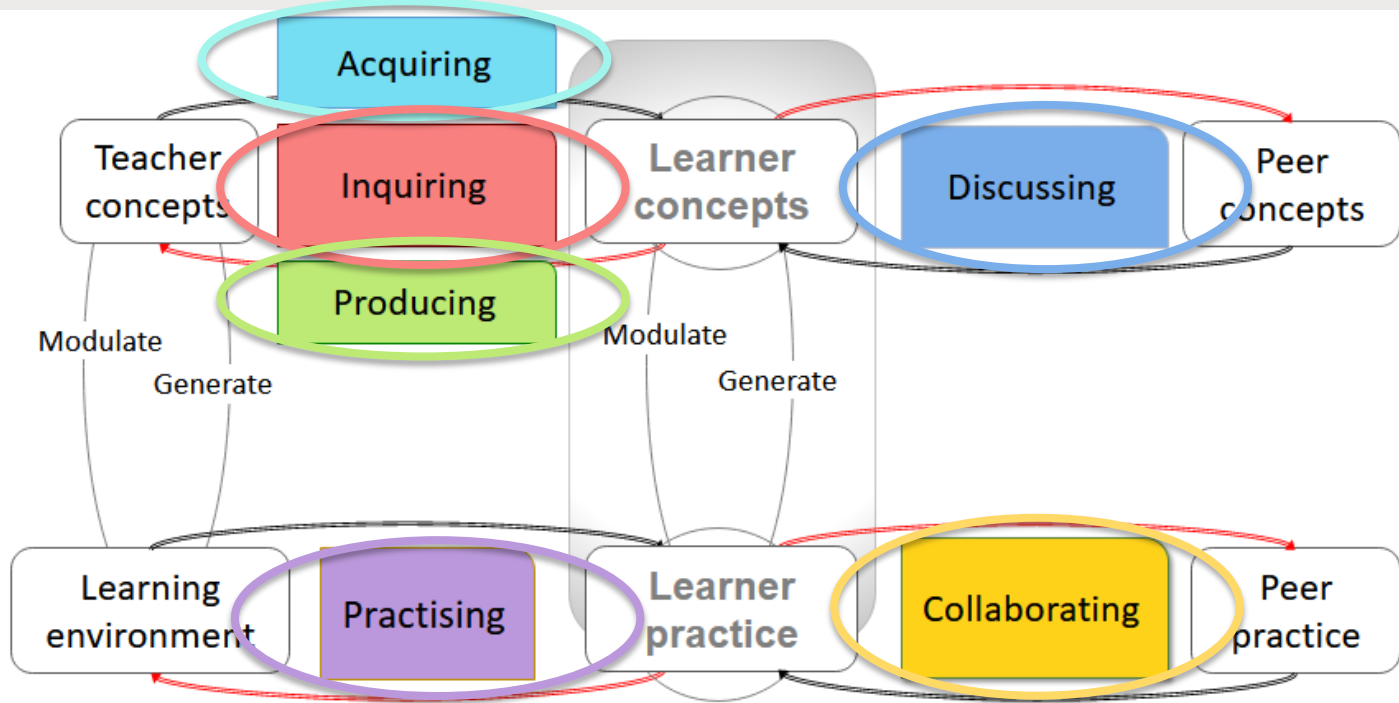 Acquiring
Teacher
concepts
Inquiring
Learner
concepts
Discussing
Peer
concepts
Producing
Modulate
Generate
Modulate
Generate
Learning
environment
Practising
Learner
practice
Collaborating
Peer
practice